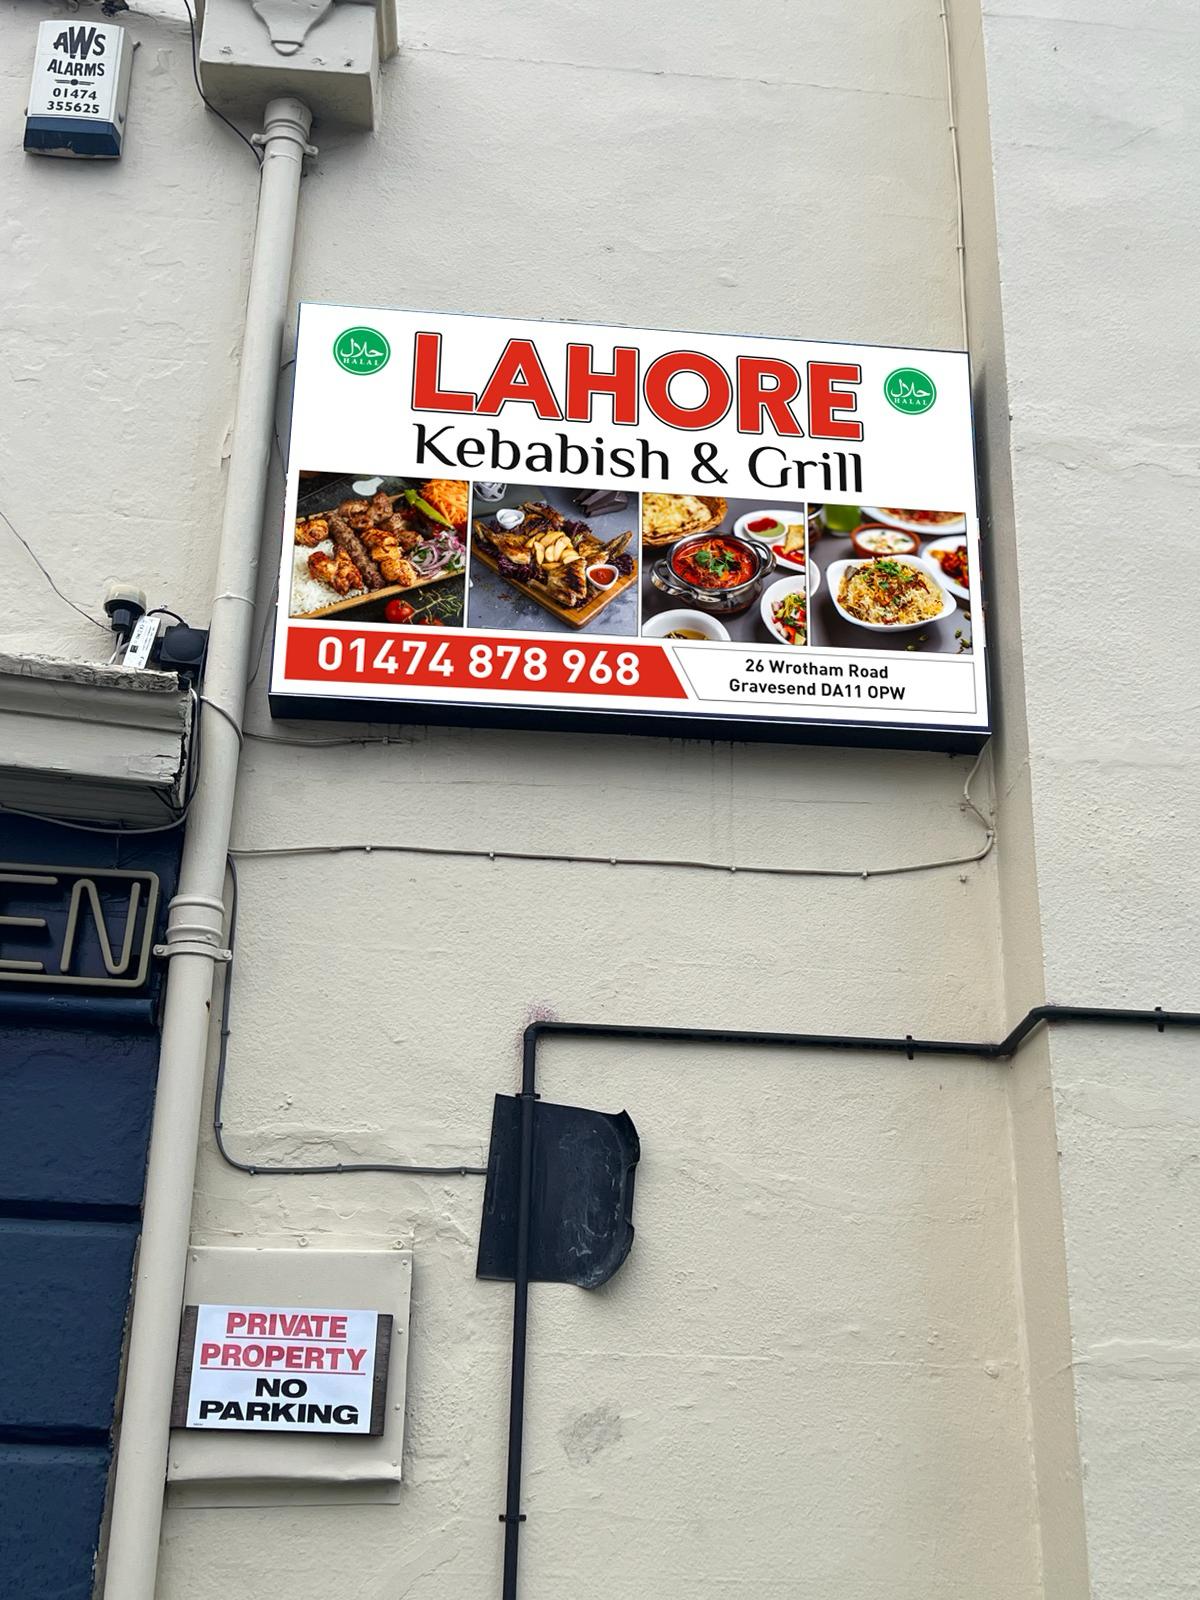 AWS
ALARMS
01474
355625
حلال
HALAL
LAHORE
حلال
HALAL
Kebabish & Grill
01474 878 968
26 Wrotham Road
Gravesend DA11 0PW
EN
PRIVATE
PROPERTY
NO
PARKING